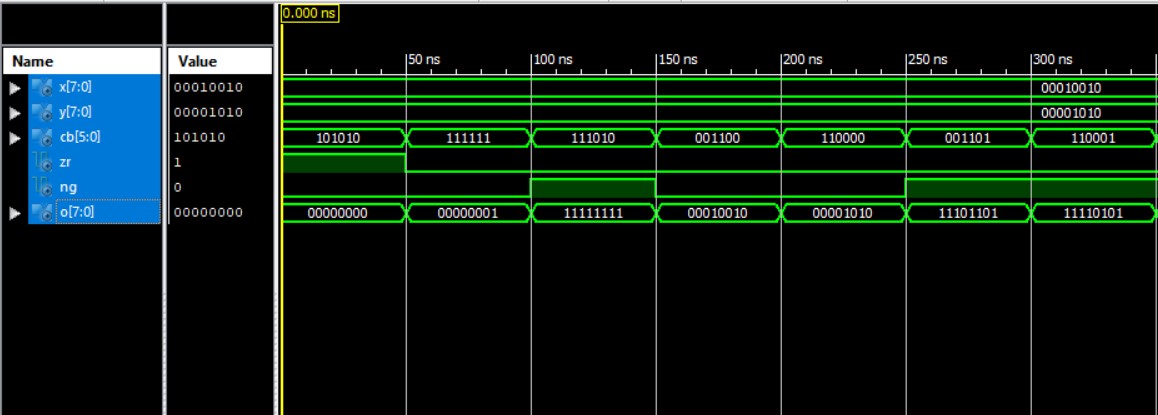 0.000 ns
Name Value
50 ns 100 ns 150 ns 200 ns 250 ns 300 ns
x[7:0] 00010010 00010010
y[7:0] 00001010 00001010
cb[5:0] 101010 101010 111111 111010 001100 110000 001101 110001
zr 1
ng 0
o[7:0] 00000000 00000000 00000001 11111111 00010010 00001010 11101101 11110101